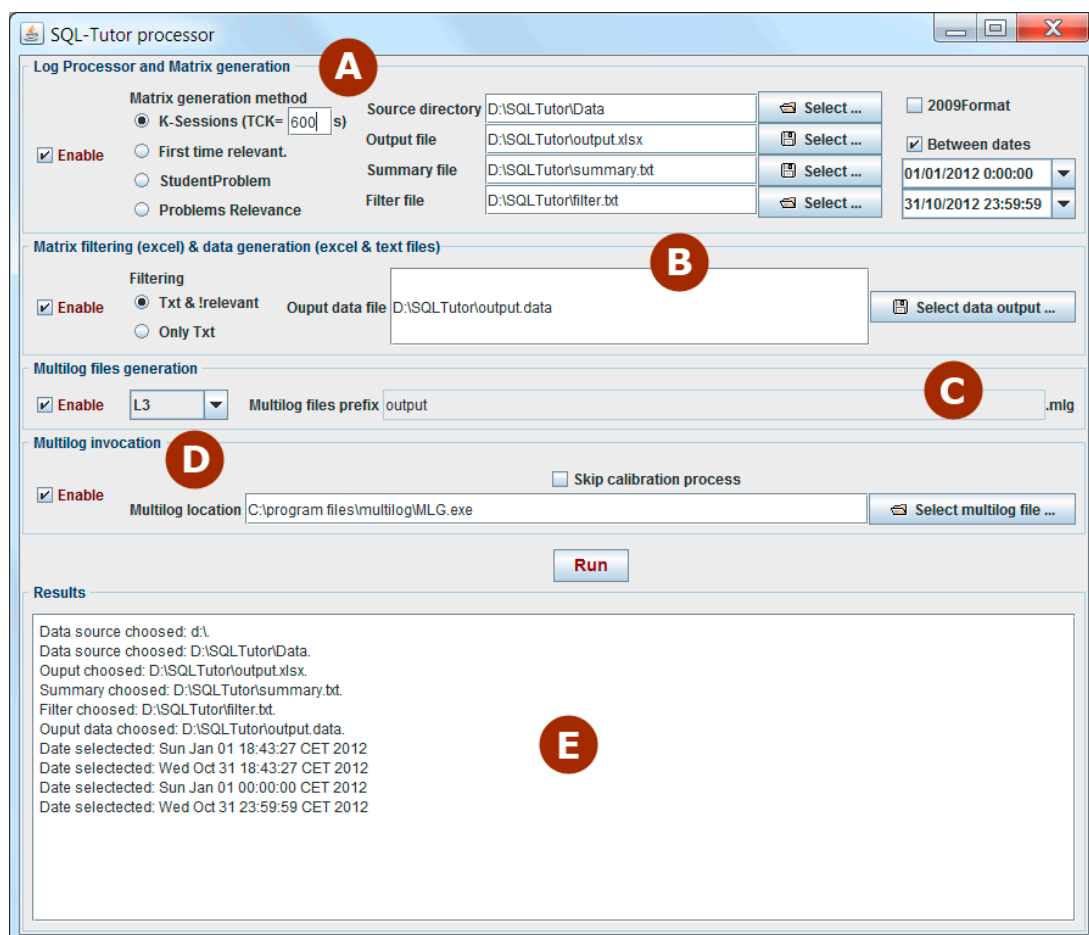 SQL-Tutor processor
A
Log Processor and Matrix generation
Enable
Matrix generation method
K-Sessions (TCK= 600 s)
First time relevant.
StudentProblem
Problems Relevance
Source directory D:\SQLTutor\Data Select ...
Output file D:\SQLTutor\output.xlsx Select ...
Summary file D:\SQLTutor\summary.txt Select ...
Filter file D:\SQLTutor\filter.txt Select ...
2009Format
Between dates
01/01/2012 0:00:00
31/10/2012 23:59:59
Matrix filtering (excel) & data generation (excel & text files)
B
Enable
Filtering
Txt & !relevant
Only Txt
Ouput data file D:\SQLTutor\output.data Select data output ...
Multilog files generation
C
Enable L3 Multilog files prefix output .mlg
Multilog invocation
D
Enable
Skip calibration process
Multilog location C:\program files\multilog\MLG.exe Select multilog file ...
Run
Results
Data source choosed: d:\.
Data source choosed: D:\SQLTutor\Data.
Ouput choosed: D:\SQLTutor\output.xlsx.
Summary choosed: D:\SQLTutor\summary.txt.
Filter choosed: D:\SQLTutor\filter.txt.
Ouput data choosed: D:\SQLTutor\output.data.
Date selectected: Sun Jan 01 18:43:27 CET 2012
Date selectected: Wed Oct 31 18:43:27 CET 2012
Date selectected: Sun Jan 01 00:00:00 CET 2012
Date selectected: Wed Oct 31 23:59:59 CET 2012
E